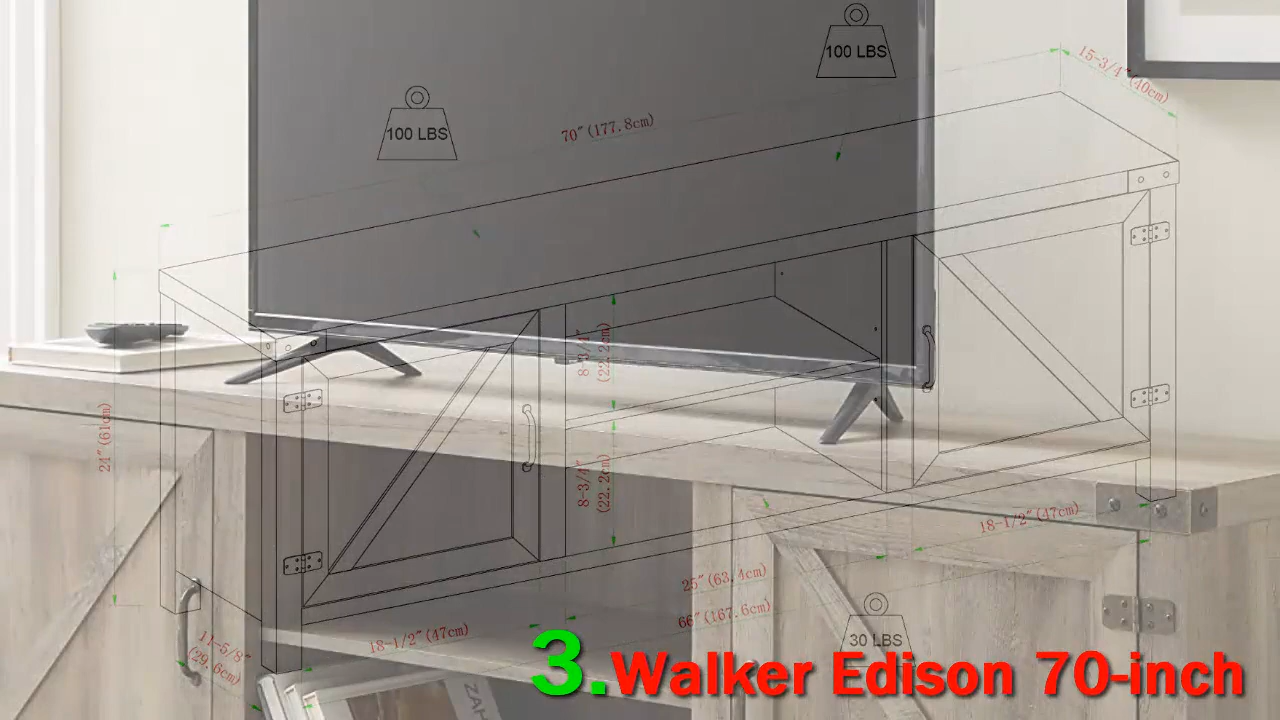 100 LBS
100 LBS
15-3/4"(40cm)
70"(177.8cm)
24"(61cm)
8-3/4"
(22.2cm)
8-3/4"
(22.2cm)
18-1/2"(47cm)
25"(63.4cm)
66"(167.6cm)
18-1/2"(47cm)
11-5/8"
(29.6cm)
30 LBS
3.Walker Edison 70-inch
ZAH